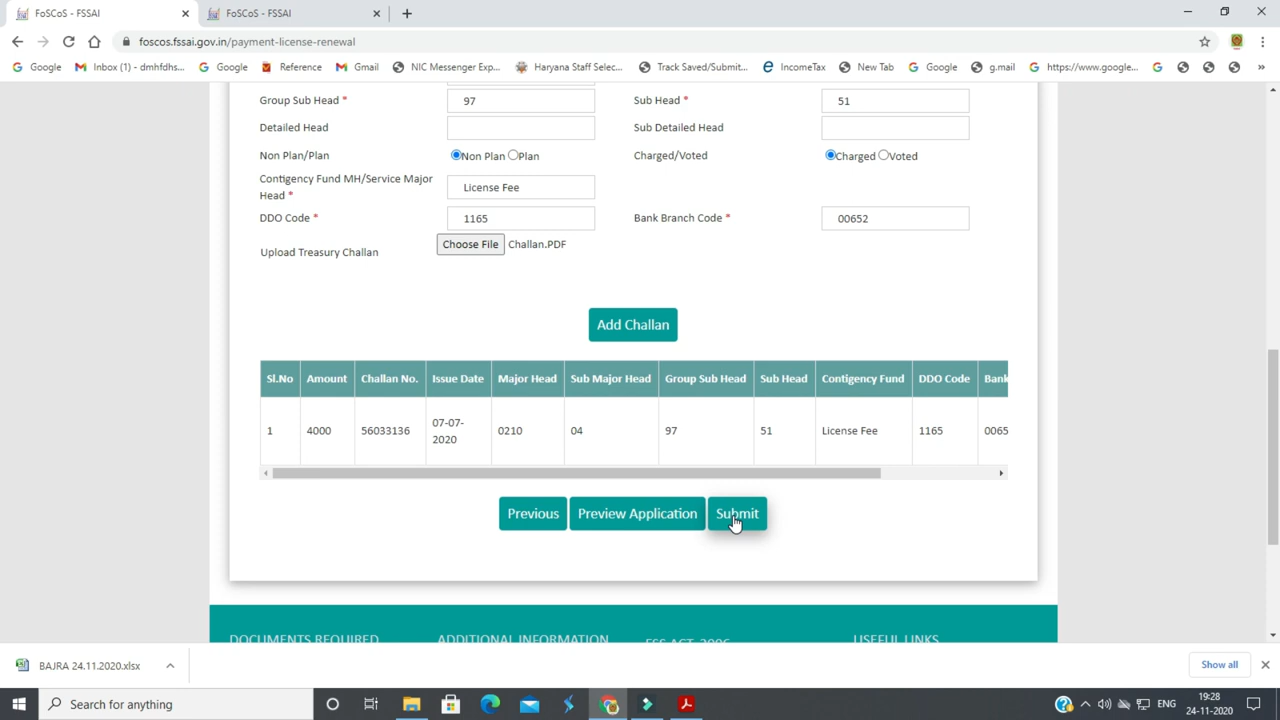 FoSCoS - FSSAI
FoSCoS - FSSAI
foscos.fssai.gov.in/payment-license-renewal
Google Inbox (1) - dmhfdhs... Google Reference Gmail NIC Messenger Exp... Haryana Staff Selec... Track Saved/Submit... IncomeTax New Tab Google g.mail https://www.google... »
Group Sub Head * 97 Sub Head * 51
Detailed Head Sub Detailed Head
Non Plan/Plan Non Plan Plan Charged/Voted Charged Voted
Contigency Fund MH/Service Major
Head * License Fee
DDO Code * 1165 Bank Branch Code * 00652
Upload Treasury Challan Choose File Challan.PDF
Add Challan
Sl.No Amount Challan No. Issue Date Major Head Sub Major Head Group Sub Head Sub Head Contigency Fund DDO Code Bank
1 4000 56033136 07-07-
2020 0210 04 97 51 License Fee 1165 0065
Previous Preview Application Submit
DOCUMENTS REQUIRED ADDITIONAL INFORMATION FSS ACT, 2006 USEFUL LINKS
BAJRA 24.11.2020.xlsx Show all
Search for anything ENG 19:28
24-11-2020